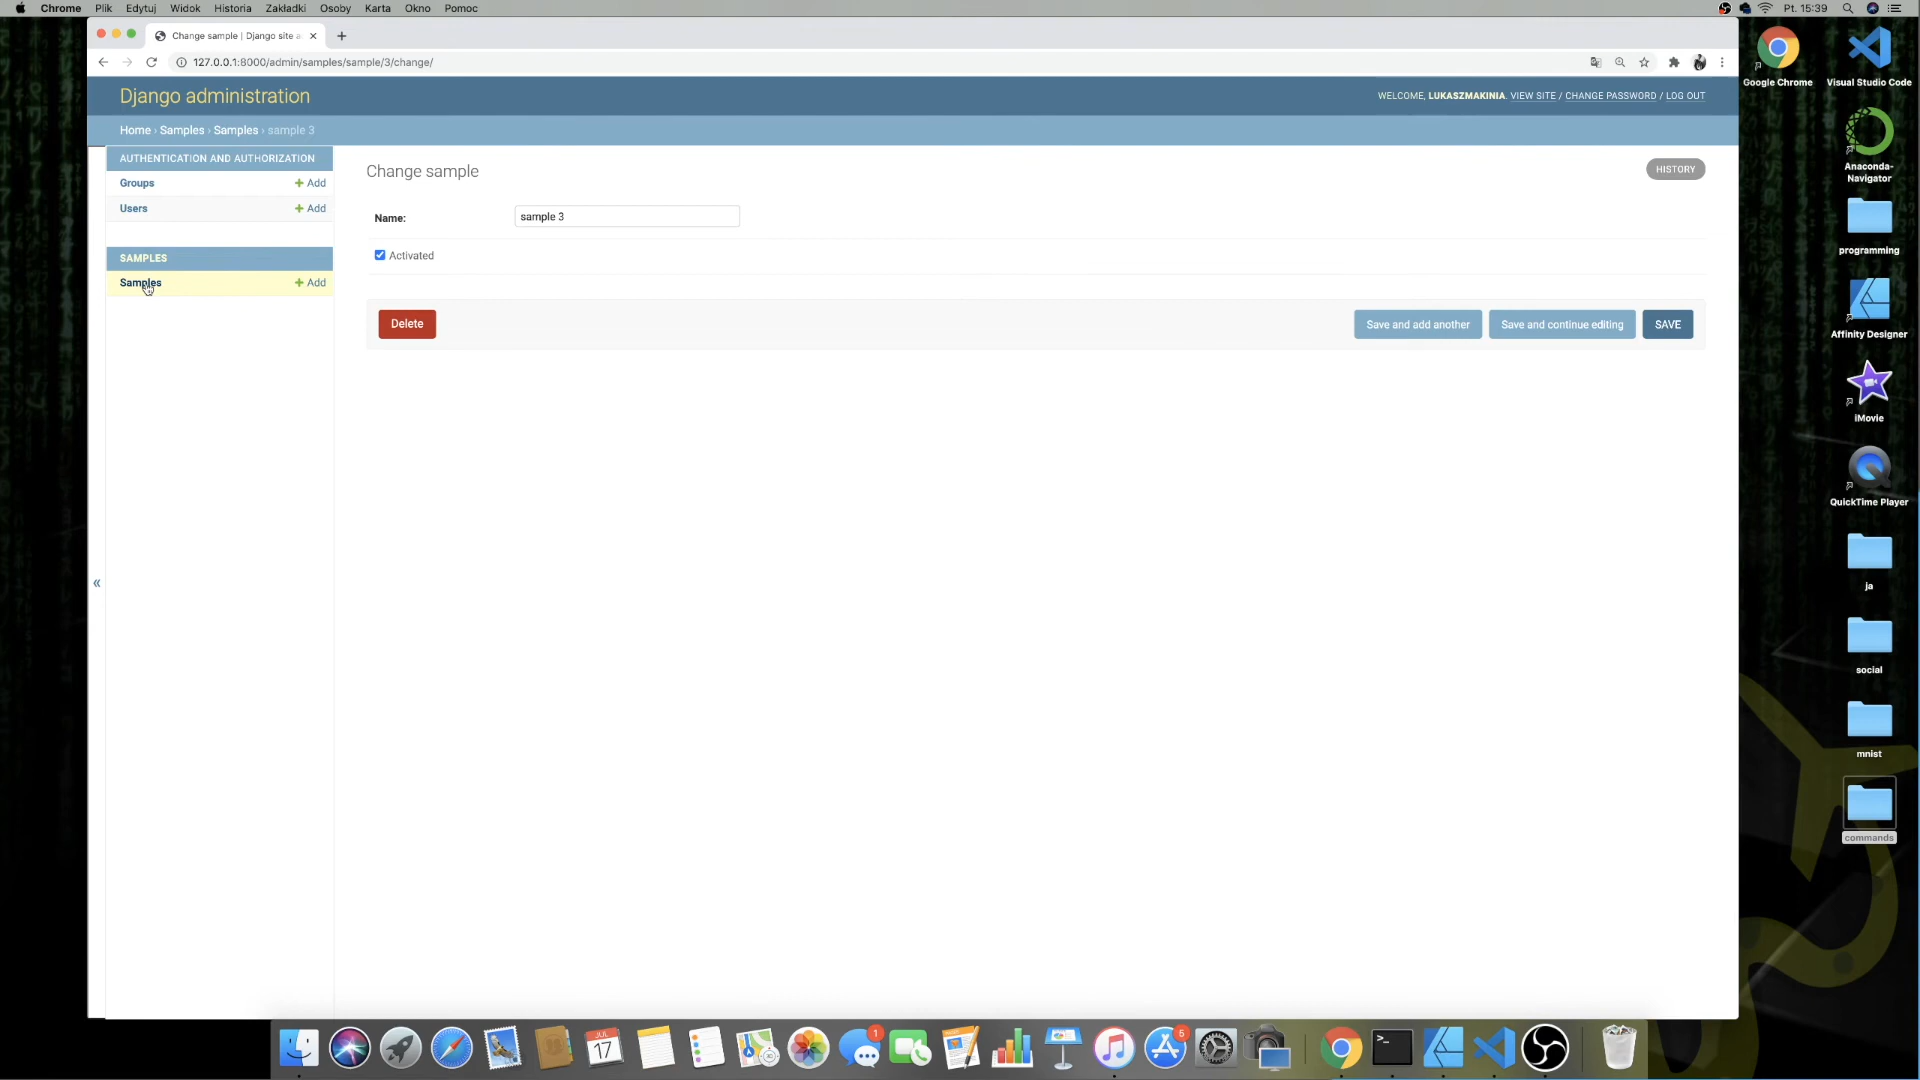 Chrome Plik Edytuj Widok Historia Zakładki Osoby Karta Okno Pomoc Pt. 15:39
Change sample | Django site a
127.0.0.1:8000/admin/samples/sample/3/change/
Django administration
WELCOME, LUKASZMAKINIA. VIEW SITE / CHANGE PASSWORD / LOG OUT
Home › Samples › Samples › sample 3
AUTHENTICATION AND AUTHORIZATION
Groups + Add
Users + Add
SAMPLES
Samples + Add
«
Change sample
HISTORY
Name: sample 3
Activated
Delete
Save and add another Save and continue editing SAVE
Google Chrome
Visual Studio Code
Anaconda-
Navigator
programming
Affinity Designer
iMovie
QuickTime Player
ja
social
mnist
commands
JUL
17
1
5
>_